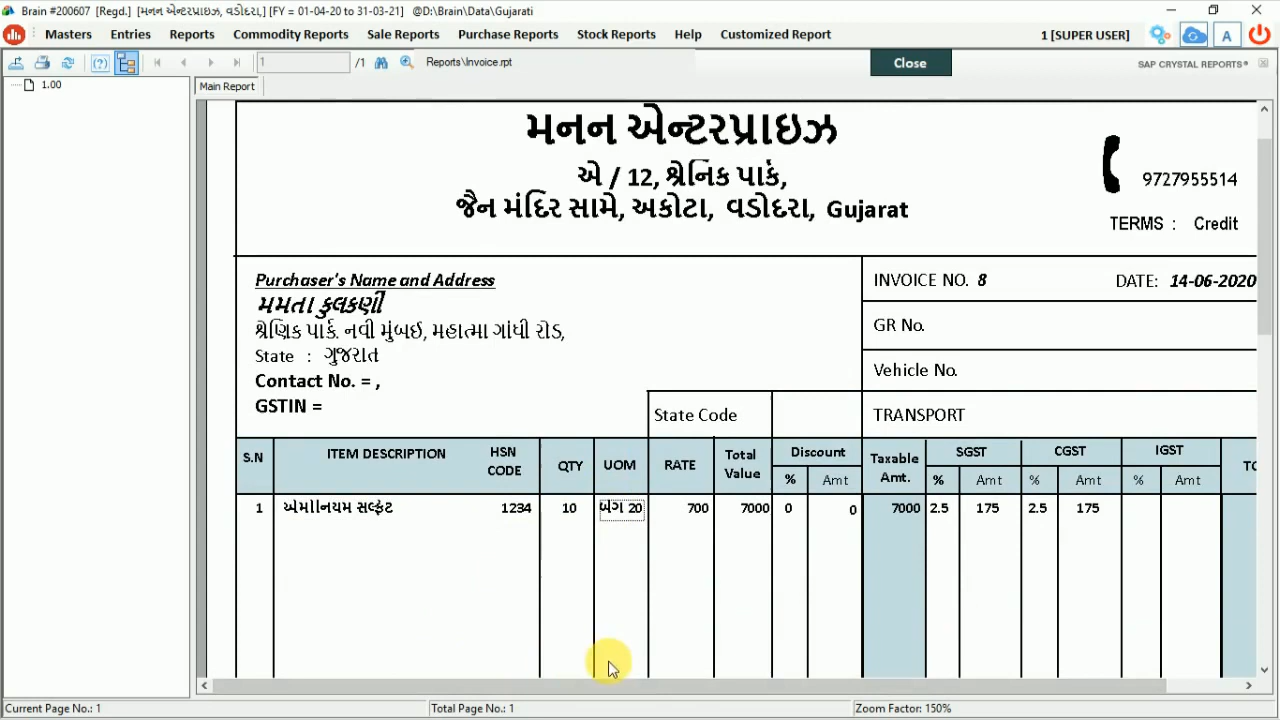 Brain #200607 [Regd.] [મનન એન્ટરપ્રાઇઝ, વડોદરા,] [FY = 01-04-20 to 31-03-21] @D:\Brain\Data\Gujarati
Masters Entries Reports Commodity Reports Sale Reports Purchase Reports Stock Reports Help Customized Report 1 [SUPER USER] A
1 /1 Reports\Invoice.rpt Close SAP CRYSTAL REPORTS®
1.00 Main Report
મનન એન્ટરપ્રાઇઝ
એ / 12, શ્રેનિક પાર્ક,
જૈન મંદિર સામે, અકોટા, વડોદરા, Gujarat
9727955514
TERMS : Credit
Purchaser's Name and Address
મમતા કુલકર્ણી
શ્રેણિક પાર્ક. નવી મુંબઈ, મહાત્મા ગાંધી રોડ,
State : ગુજરાત
Contact No. = ,
GSTIN =
INVOICE NO. 8 DATE: 14-06-2020
GR No.
Vehicle No.
State Code TRANSPORT
S.N ITEM DESCRIPTION HSN CODE QTY UOM RATE Total Value Discount Taxable Amt. SGST CGST IGST
% Amt % Amt % Amt % Amt
1 એમોનિયમ સલ્ફેટ 1234 10 બેગ 20 700 7000 0 0 7000 2.5 175 2.5 175
Current Page No.: 1 Total Page No.: 1 Zoom Factor: 150%